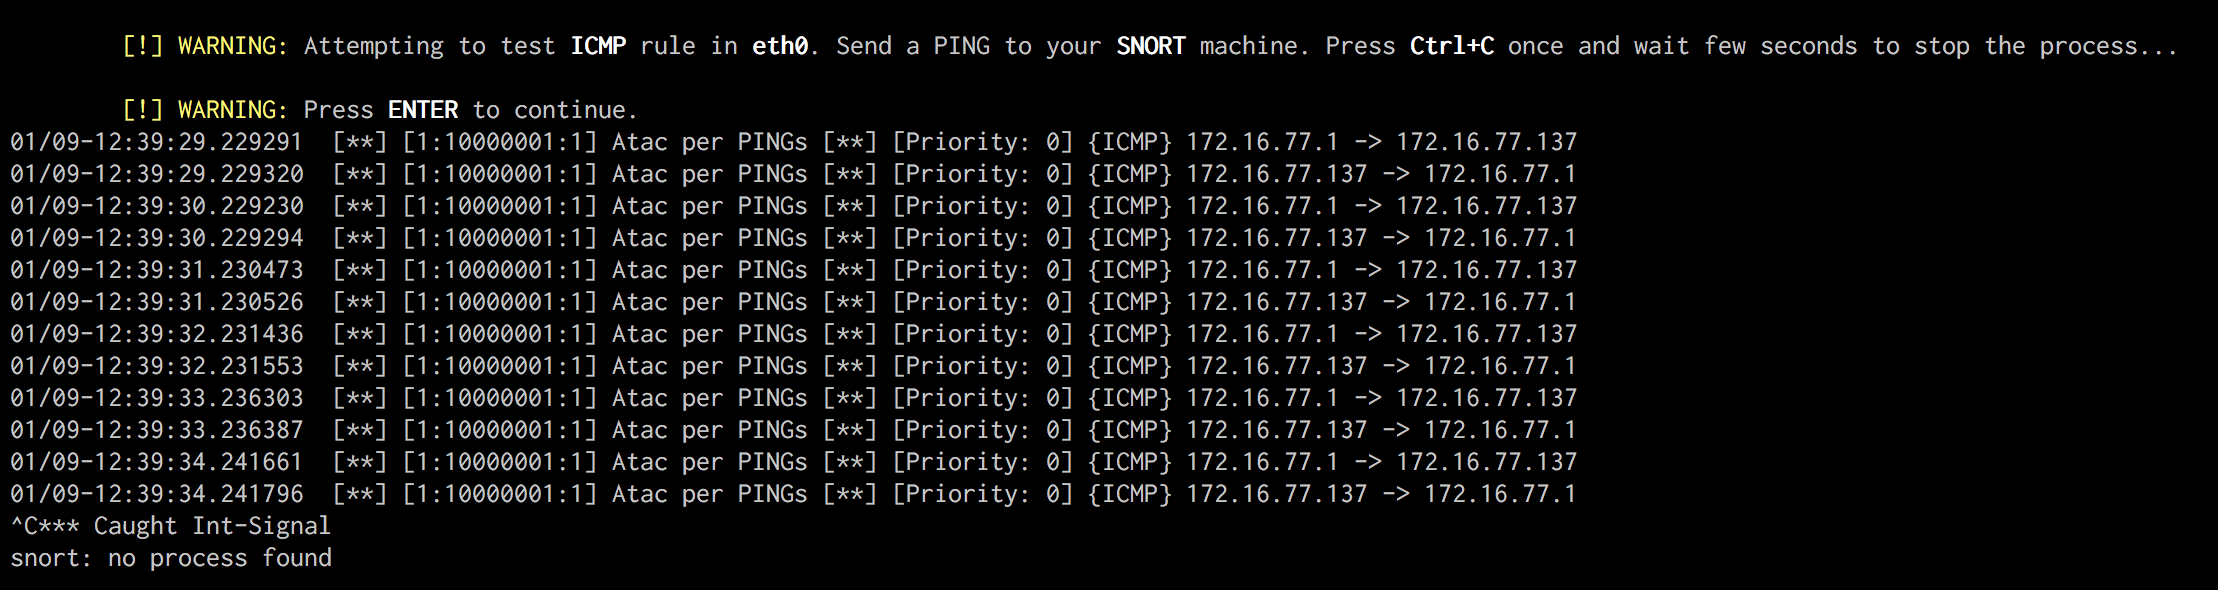 [!] WARNING: Attempting to test ICMP rule in eth0. Send a PING to your SNORT machine. Press Ctrl+C once and wait few seconds to stop the process...
[!] WARNING: Press ENTER to continue.
01/09-12:39:29.229291  [**] [1:10000001:1] Atac per PINGs [**] [Priority: 0] {ICMP} 172.16.77.1 -> 172.16.77.137
01/09-12:39:29.229320  [**] [1:10000001:1] Atac per PINGs [**] [Priority: 0] {ICMP} 172.16.77.137 -> 172.16.77.1
01/09-12:39:30.229230  [**] [1:10000001:1] Atac per PINGs [**] [Priority: 0] {ICMP} 172.16.77.1 -> 172.16.77.137
01/09-12:39:30.229294  [**] [1:10000001:1] Atac per PINGs [**] [Priority: 0] {ICMP} 172.16.77.137 -> 172.16.77.1
01/09-12:39:31.230473  [**] [1:10000001:1] Atac per PINGs [**] [Priority: 0] {ICMP} 172.16.77.1 -> 172.16.77.137
01/09-12:39:31.230526  [**] [1:10000001:1] Atac per PINGs [**] [Priority: 0] {ICMP} 172.16.77.137 -> 172.16.77.1
01/09-12:39:32.231436  [**] [1:10000001:1] Atac per PINGs [**] [Priority: 0] {ICMP} 172.16.77.1 -> 172.16.77.137
01/09-12:39:32.231553  [**] [1:10000001:1] Atac per PINGs [**] [Priority: 0] {ICMP} 172.16.77.137 -> 172.16.77.1
01/09-12:39:33.236303  [**] [1:10000001:1] Atac per PINGs [**] [Priority: 0] {ICMP} 172.16.77.1 -> 172.16.77.137
01/09-12:39:33.236387  [**] [1:10000001:1] Atac per PINGs [**] [Priority: 0] {ICMP} 172.16.77.137 -> 172.16.77.1
01/09-12:39:34.241661  [**] [1:10000001:1] Atac per PINGs [**] [Priority: 0] {ICMP} 172.16.77.1 -> 172.16.77.137
01/09-12:39:34.241796  [**] [1:10000001:1] Atac per PINGs [**] [Priority: 0] {ICMP} 172.16.77.137 -> 172.16.77.1
^C*** Caught Int-Signal
snort: no process found